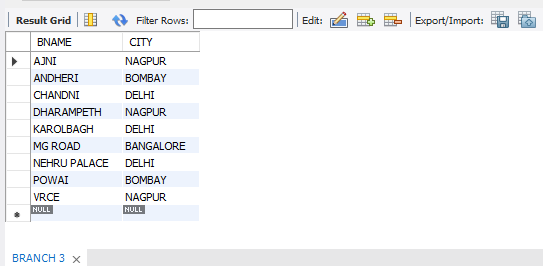 Result Grid Filter Rows: Edit: Export/Import:
BNAME CITY
AJNI NAGPUR
ANDHERI BOMBAY
CHANDNI DELHI
DHARAMPETH NAGPUR
KAROLBAGH DELHI
MG ROAD BANGALORE
NEHRU PALACE DELHI
POWAI BOMBAY
VRCE NAGPUR
NULL NULL
BRANCH 3